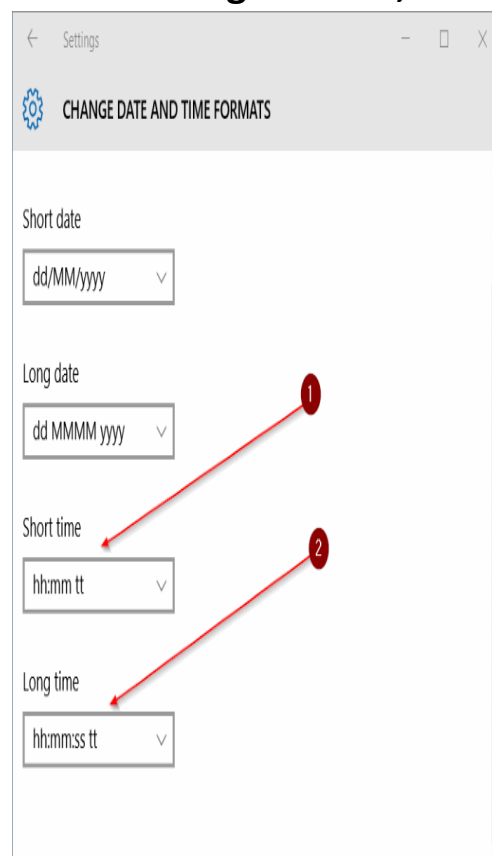 Settings
CHANGE DATE AND TIME FORMATS
Short date
dd/MM/yyyy
Long date
1
dd MMMM yyyy
Short time
2
hh:mm tt
Long time
hh:mm:ss tt